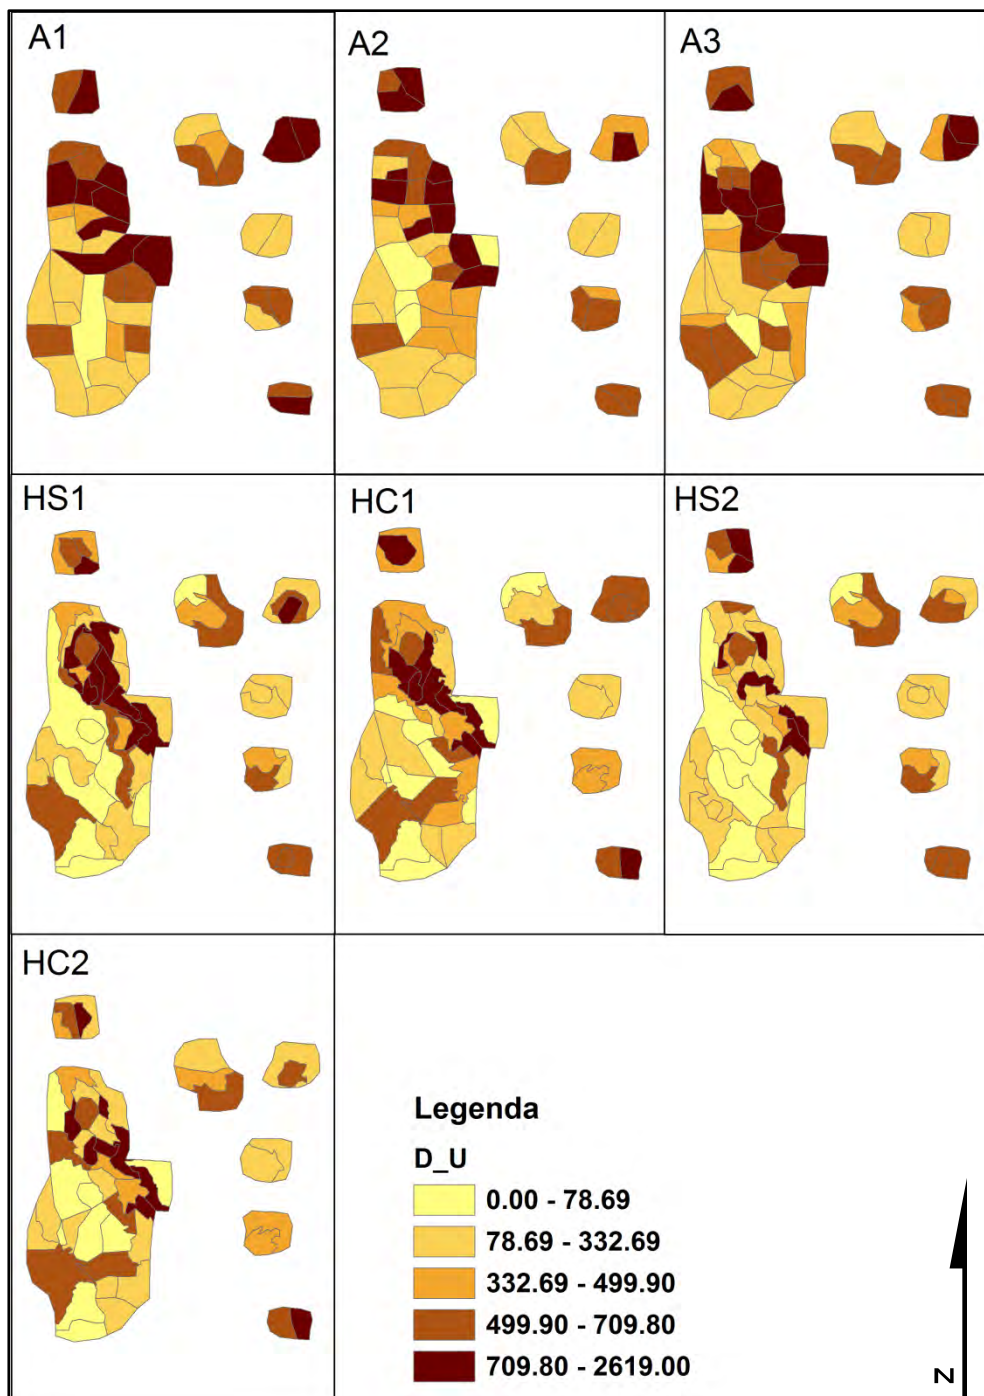 A1
A2
A3
HS1
HC1
HS2
HC2
Legenda
D_U
0.00 - 78.69
78.69 - 332.69
332.69 - 499.90
499.90 - 709.80
709.80 - 2619.00
N